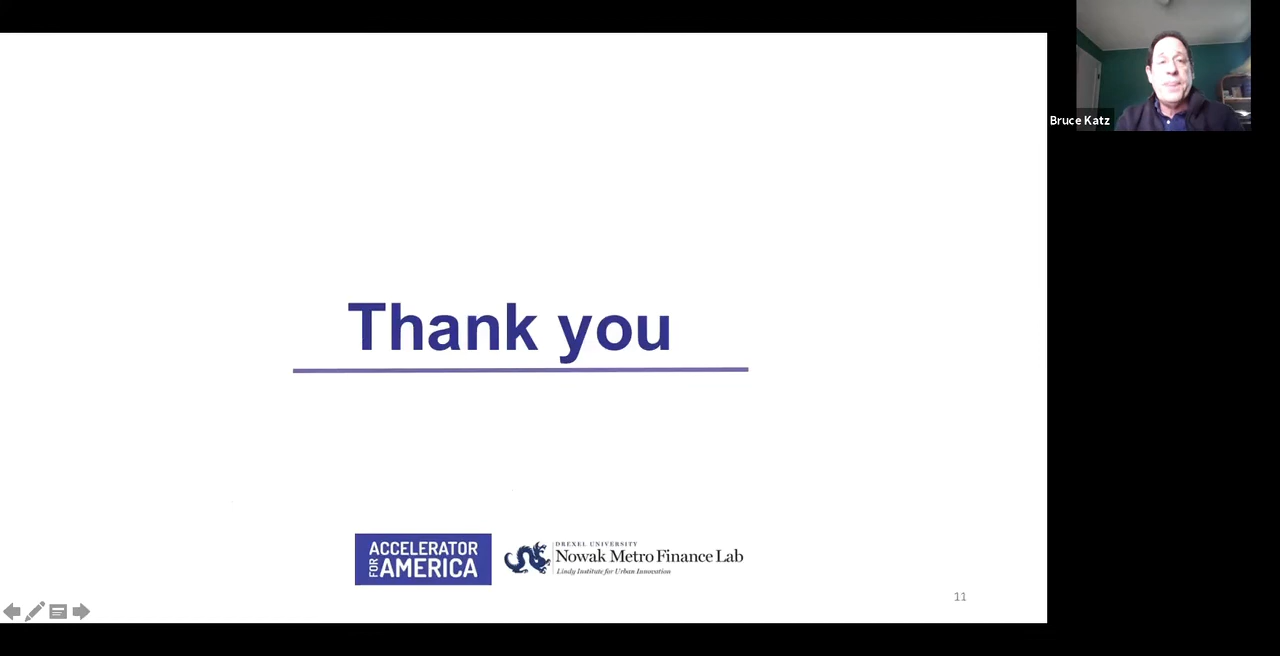 Bruce Katz
Thank you
ACCELERATOR
FOR AMERICA
DREXEL UNIVERSITY
Nowak Metro Finance Lab
Lindy Institute for Urban Innovation
11